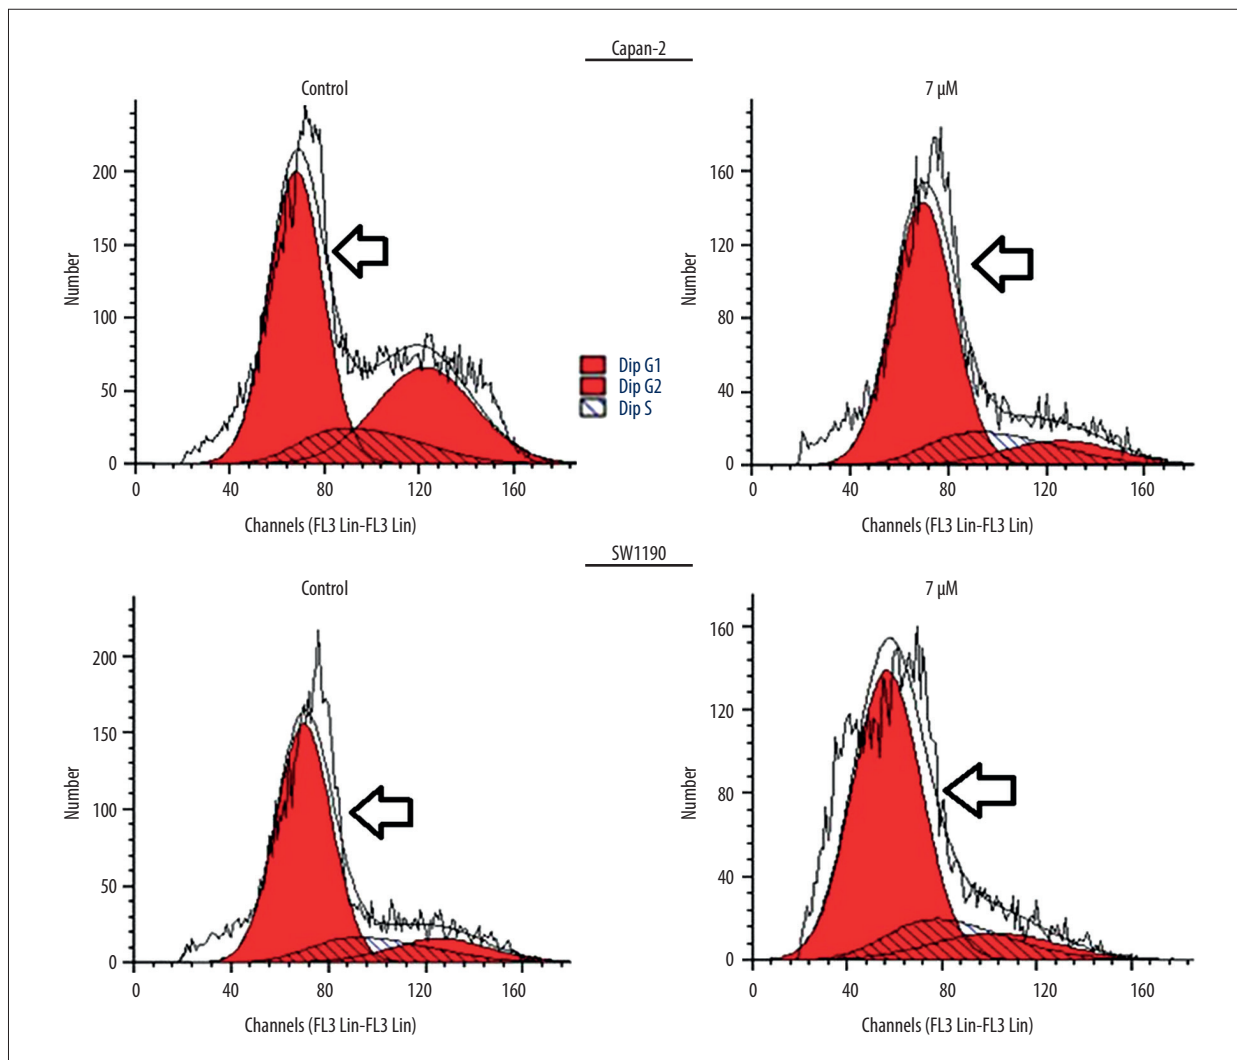 Capan-2
Control
7 µM
Number
200
150
100
50
0
0 40 80 120 160
Channels (FL3 Lin-FL3 Lin)
Dip G1
Dip G2
Dip S
Number
160
120
80
40
0
0 40 80 120 160
Channels (FL3 Lin-FL3 Lin)
SW1190
Control
7 µM
Number
200
150
100
50
0
0 40 80 120 160
Channels (FL3 Lin-FL3 Lin)
Number
160
120
80
40
0
0 40 80 120 160
Channels (FL3 Lin-FL3 Lin)